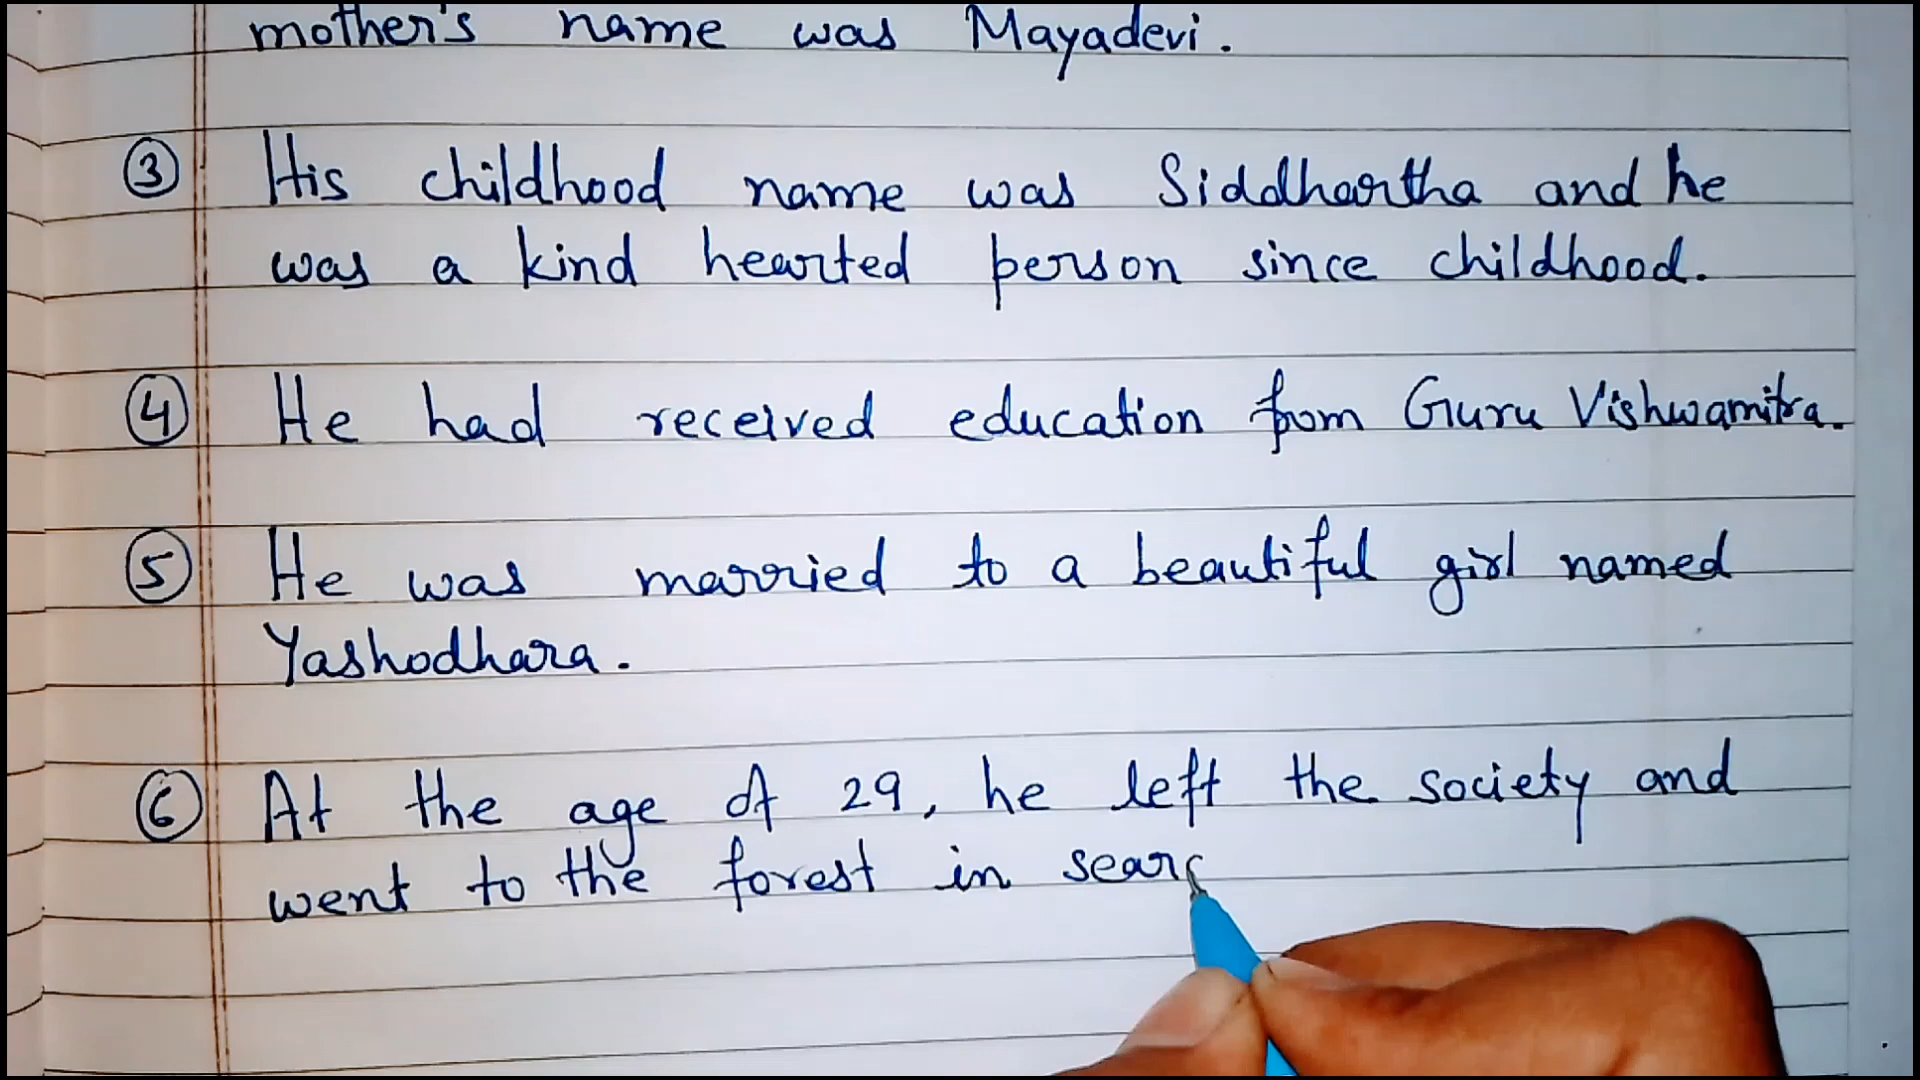 mother's name was Mayadevi.
3 His childhood name was Siddhartha and he
was a kind hearted person since childhood.
4 He had received education from Guru Vishwamitra.
5 He was married to a beautiful girl named
Yashodhara.
6 At the age of 29, he left the society and
went to the forest in searc